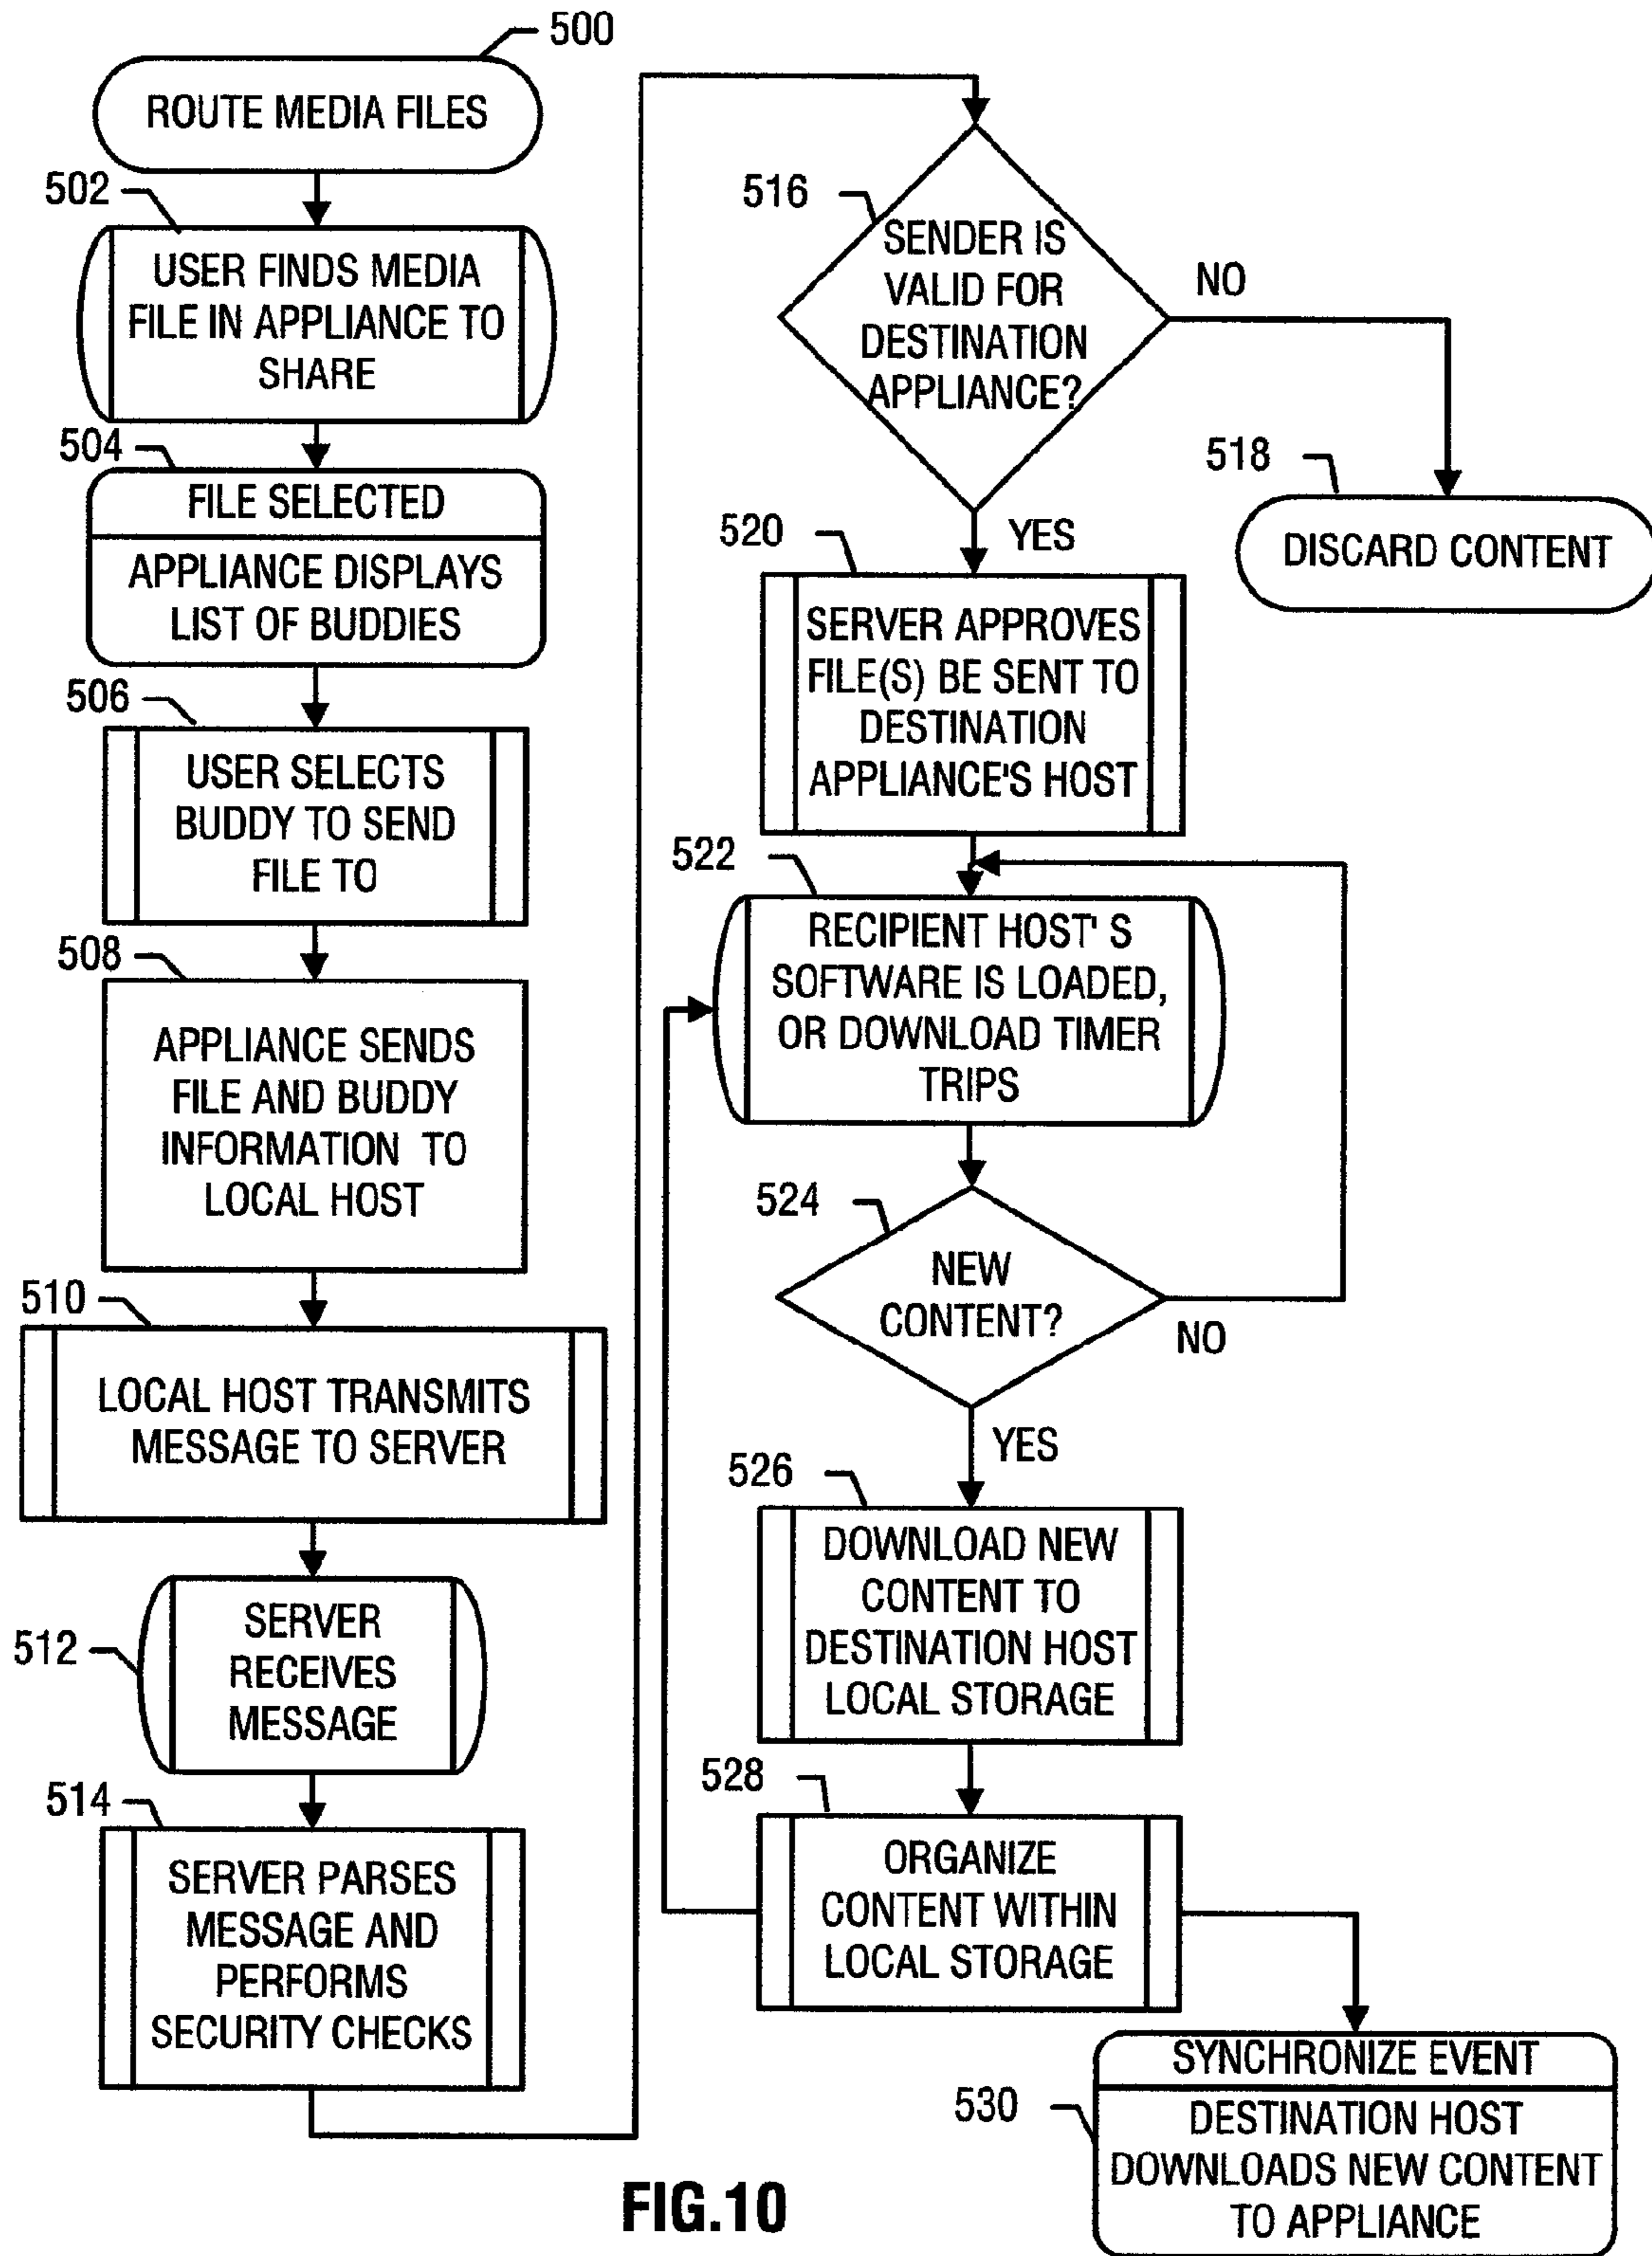 500
ROUTE MEDIA FILES
502
USER FINDS MEDIA
FILE IN APPLIANCE TO
SHARE
504
FILE SELECTED
APPLIANCE DISPLAYS
LIST OF BUDDIES
506
USER SELECTS
BUDDY TO SEND
FILE TO
508
APPLIANCE SENDS
FILE AND BUDDY
INFORMATION TO
LOCAL HOST
510
LOCAL HOST TRANSMITS
MESSAGE TO SERVER
512
SERVER
RECEIVES
MESSAGE
514
SERVER PARSES
MESSAGE AND
PERFORMS
SECURITY CHECKS
516
SENDER IS
VALID FOR
DESTINATION
APPLIANCE?
NO
518
DISCARD CONTENT
YES
520
SERVER APPROVES
FILE(S) BE SENT TO
DESTINATION
APPLIANCE'S HOST
522
RECIPIENT HOST' S
SOFTWARE IS LOADED,
OR DOWNLOAD TIMER
TRIPS
524
NEW
CONTENT?
NO
YES
526
DOWNLOAD NEW
CONTENT TO
DESTINATION HOST
LOCAL STORAGE
528
ORGANIZE
CONTENT WITHIN
LOCAL STORAGE
530
SYNCHRONIZE EVENT
DESTINATION HOST
DOWNLOADS NEW CONTENT
TO APPLIANCE
FIG.10